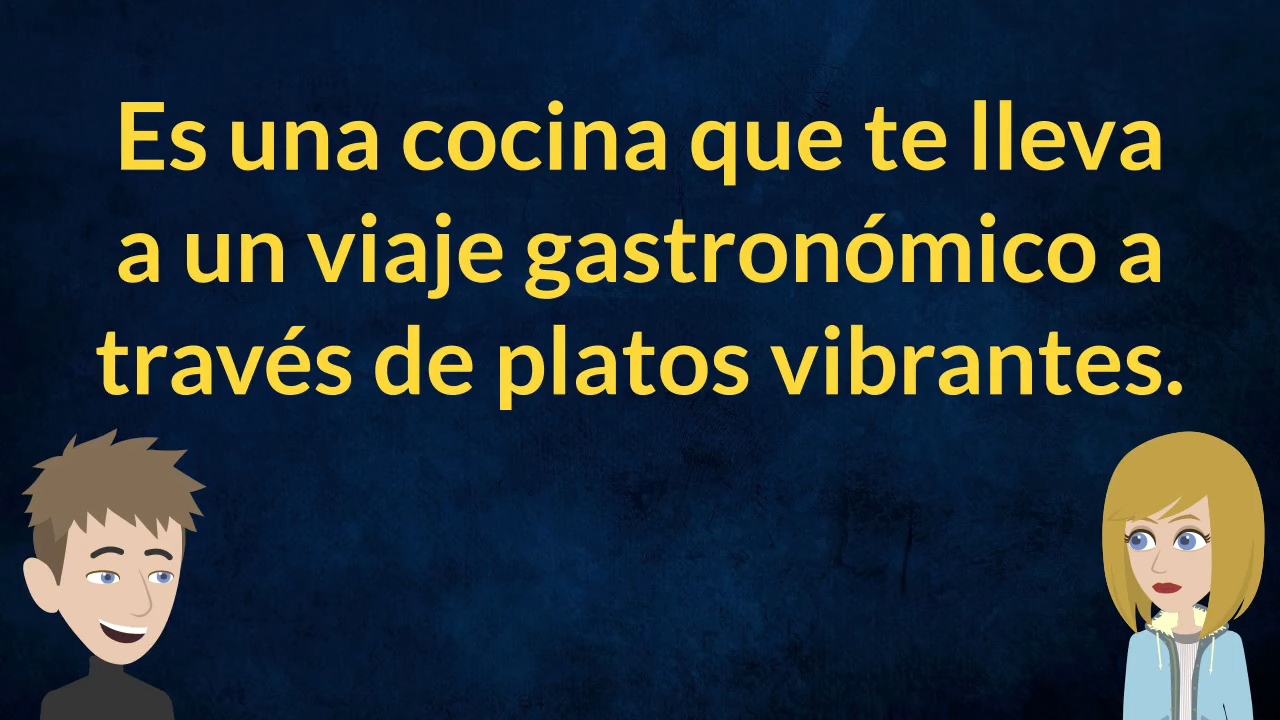 Es una cocina que te lleva
a un viaje gastronómico a
través de platos vibrantes.